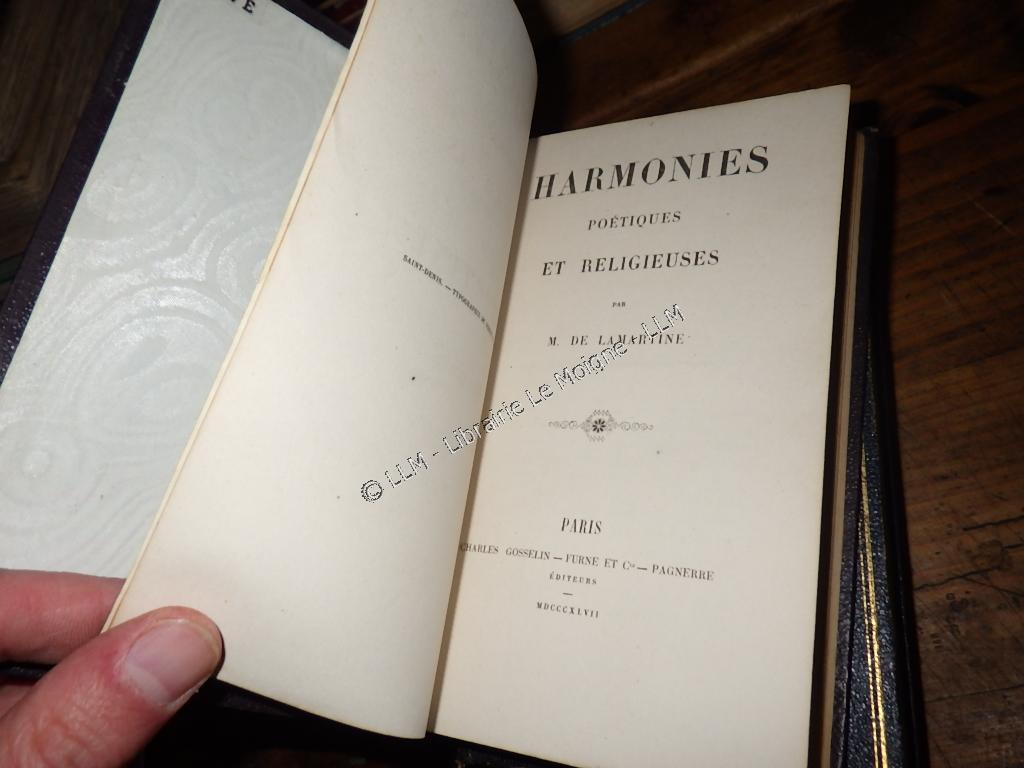 SAINT-DENIS. — TYPOGRAPHIE DE
HARMONIES
POÉTIQUES
ET RELIGIEUSES
PAR
M. DE LAMARTINE
© LLM - Librairie Le Moigne - LLM
PARIS
CHARLES GOSSELIN — FURNE ET Cie — PAGNERRE
ÉDITEURS
MDCCCXLVII